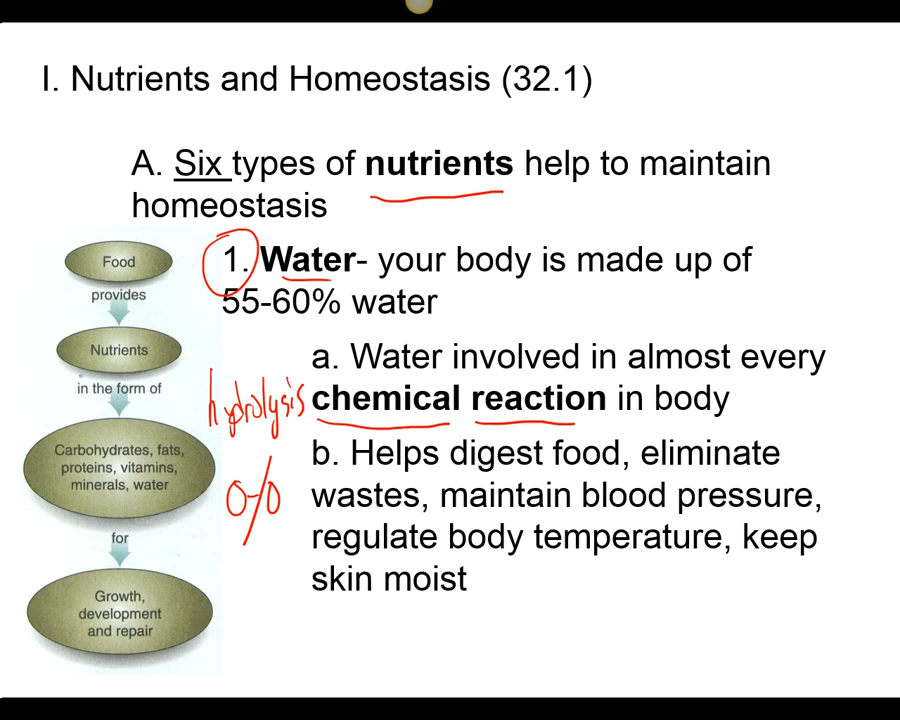 I. Nutrients and Homeostasis (32.1)
A. Six types of nutrients help to maintain
homeostasis
1. Water- your body is made up of
55-60% water
a. Water involved in almost every
chemical reaction in body
b. Helps digest food, eliminate
wastes, maintain blood pressure,
regulate body temperature, keep
skin moist
hydrolysis
Food
provides
Nutrients
in the form of
Carbohydrates, fats,
proteins, vitamins,
minerals, water
for
Growth,
development
and repair